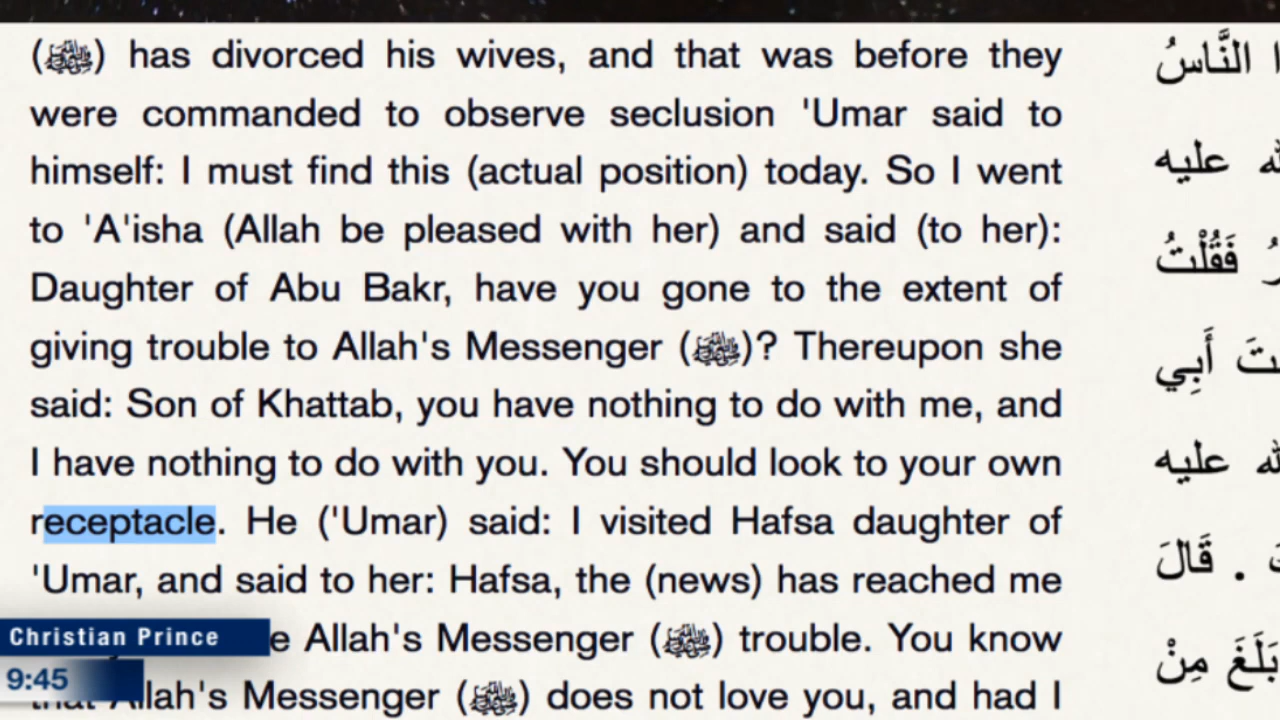 (ﷺ) has divorced his wives, and that was before they
were commanded to observe seclusion 'Umar said to
himself: I must find this (actual position) today. So I went
to 'A'isha (Allah be pleased with her) and said (to her):
Daughter of Abu Bakr, have you gone to the extent of
giving trouble to Allah's Messenger (ﷺ)? Thereupon she
said: Son of Khattab, you have nothing to do with me, and
I have nothing to do with you. You should look to your own
receptacle. He ('Umar) said: I visited Hafsa daughter of
'Umar, and said to her: Hafsa, the (news) has reached me
Allah's Messenger (ﷺ) trouble. You know
that Allah's Messenger (ﷺ) does not love you, and had I
النَّاسُ
عليه
فَقُلْتُ
أَبِي
عليه
. قَالَ
بَلَغَ مِنْ
Christian Prince
9:45